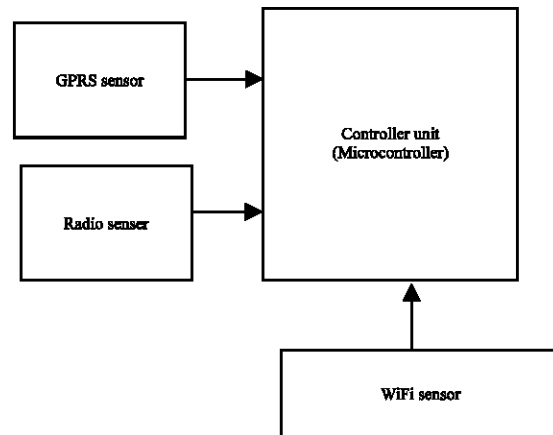 GPRS sensor
Controller unit
(Microcontroller)
Radio senser
WiFi sensor